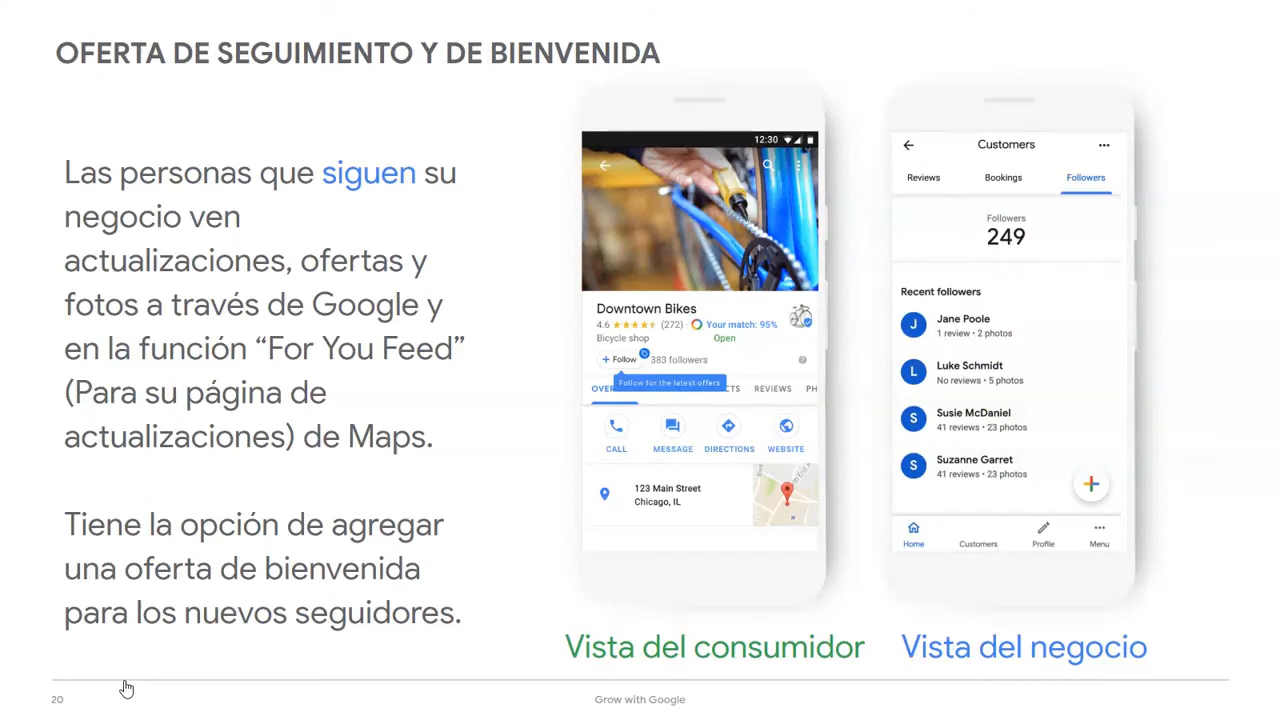 OFERTA DE SEGUIMIENTO Y DE BIENVENIDA
Las personas que siguen su
negocio ven
actualizaciones, ofertas y
fotos a través de Google y
en la función “For You Feed”
(Para su página de
actualizaciones) de Maps.
Tiene la opción de agregar
una oferta de bienvenida
para los nuevos seguidores.
12:30
Downtown Bikes
4.6 (272) Your match: 95%
Bicycle shop Open
+ Follow 383 followers
Follow for the latest offers
OVE CTS REVIEWS PH
CALL MESSAGE DIRECTIONS WEBSITE
123 Main Street
Chicago, IL
Vista del consumidor
Customers
Reviews Bookings Followers
Followers
249
Recent followers
J Jane Poole
1 review • 2 photos
L Luke Schmidt
No reviews • 5 photos
S Susie McDaniel
41 reviews • 23 photos
S Suzanne Garret
41 reviews • 23 photos
Home Customers Profile Menu
Vista del negocio
20 Grow with Google